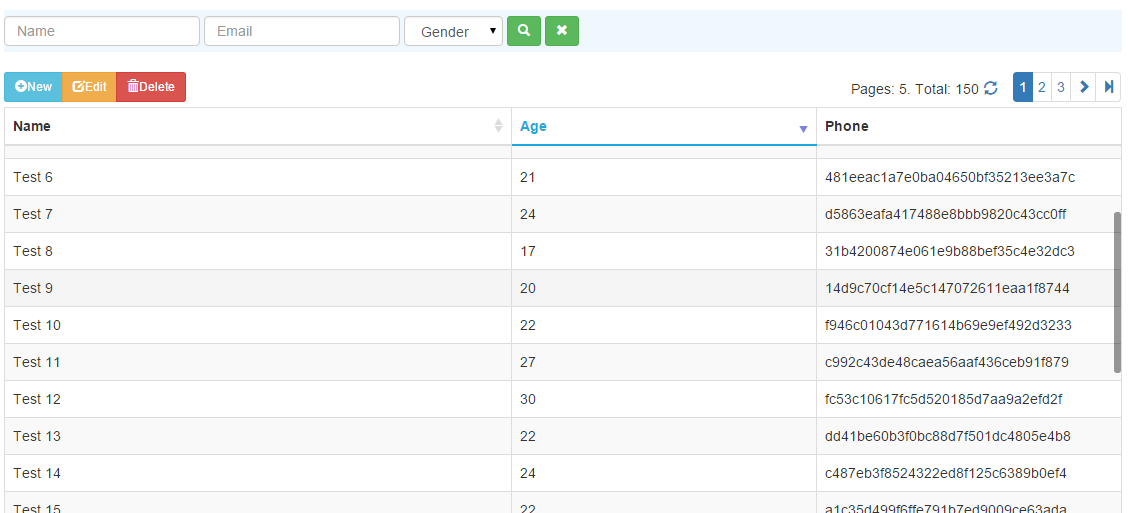 Name Email Gender
New Edit Delete Pages: 5. Total: 150 1 2 3
Name Age Phone
Test 6 21 481eeac1a7e0ba04650bf35213ee3a7c
Test 7 24 d5863eafa417488e8bbb9820c43cc0ff
Test 8 17 31b4200874e061e9b88bef35c4e32dc3
Test 9 20 14d9c70cf14e5c147072611eaa1f8744
Test 10 22 f946c01043d771614b69e9ef492d3233
Test 11 27 c992c43de48caea56aaf436ceb91f879
Test 12 30 fc53c10617fc5d520185d7aa9a2efd2f
Test 13 22 dd41be60b3f0bc88d7f501dc4805e4b8
Test 14 24 c487eb3f8524322ed8f125c6389b0ef4
Test 15 22 a1c35d499f6ffe791b7ed9009ce63ada